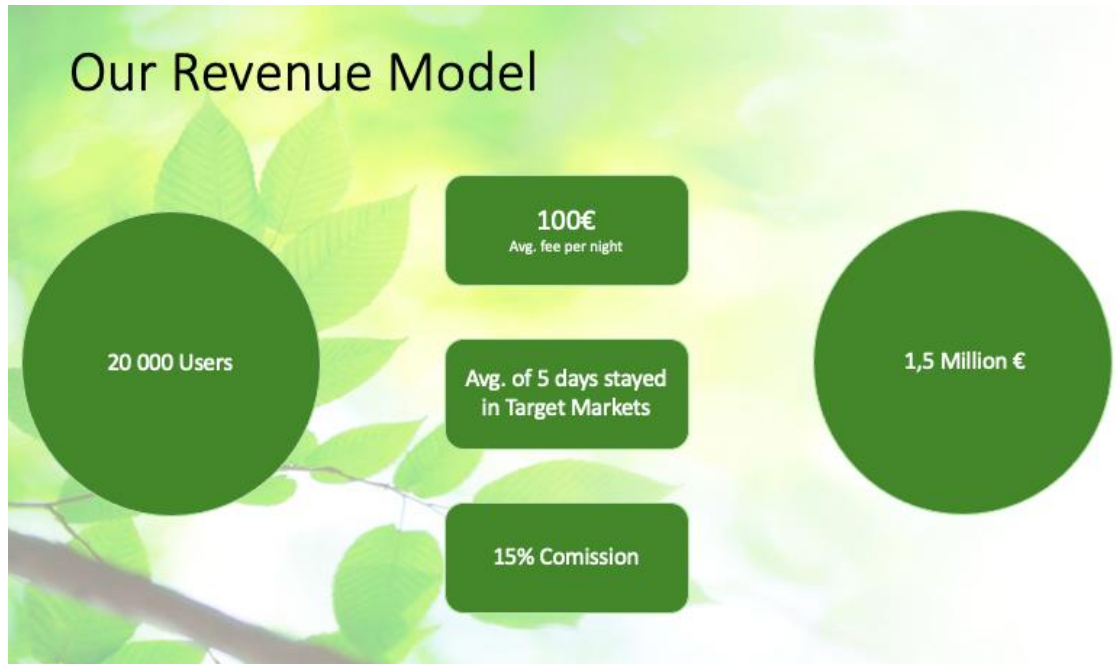 Our Revenue Model
20 000 Users
100€
Avg. fee per night
Avg. of 5 days stayed
in Target Markets
15% Comission
1,5 Million €